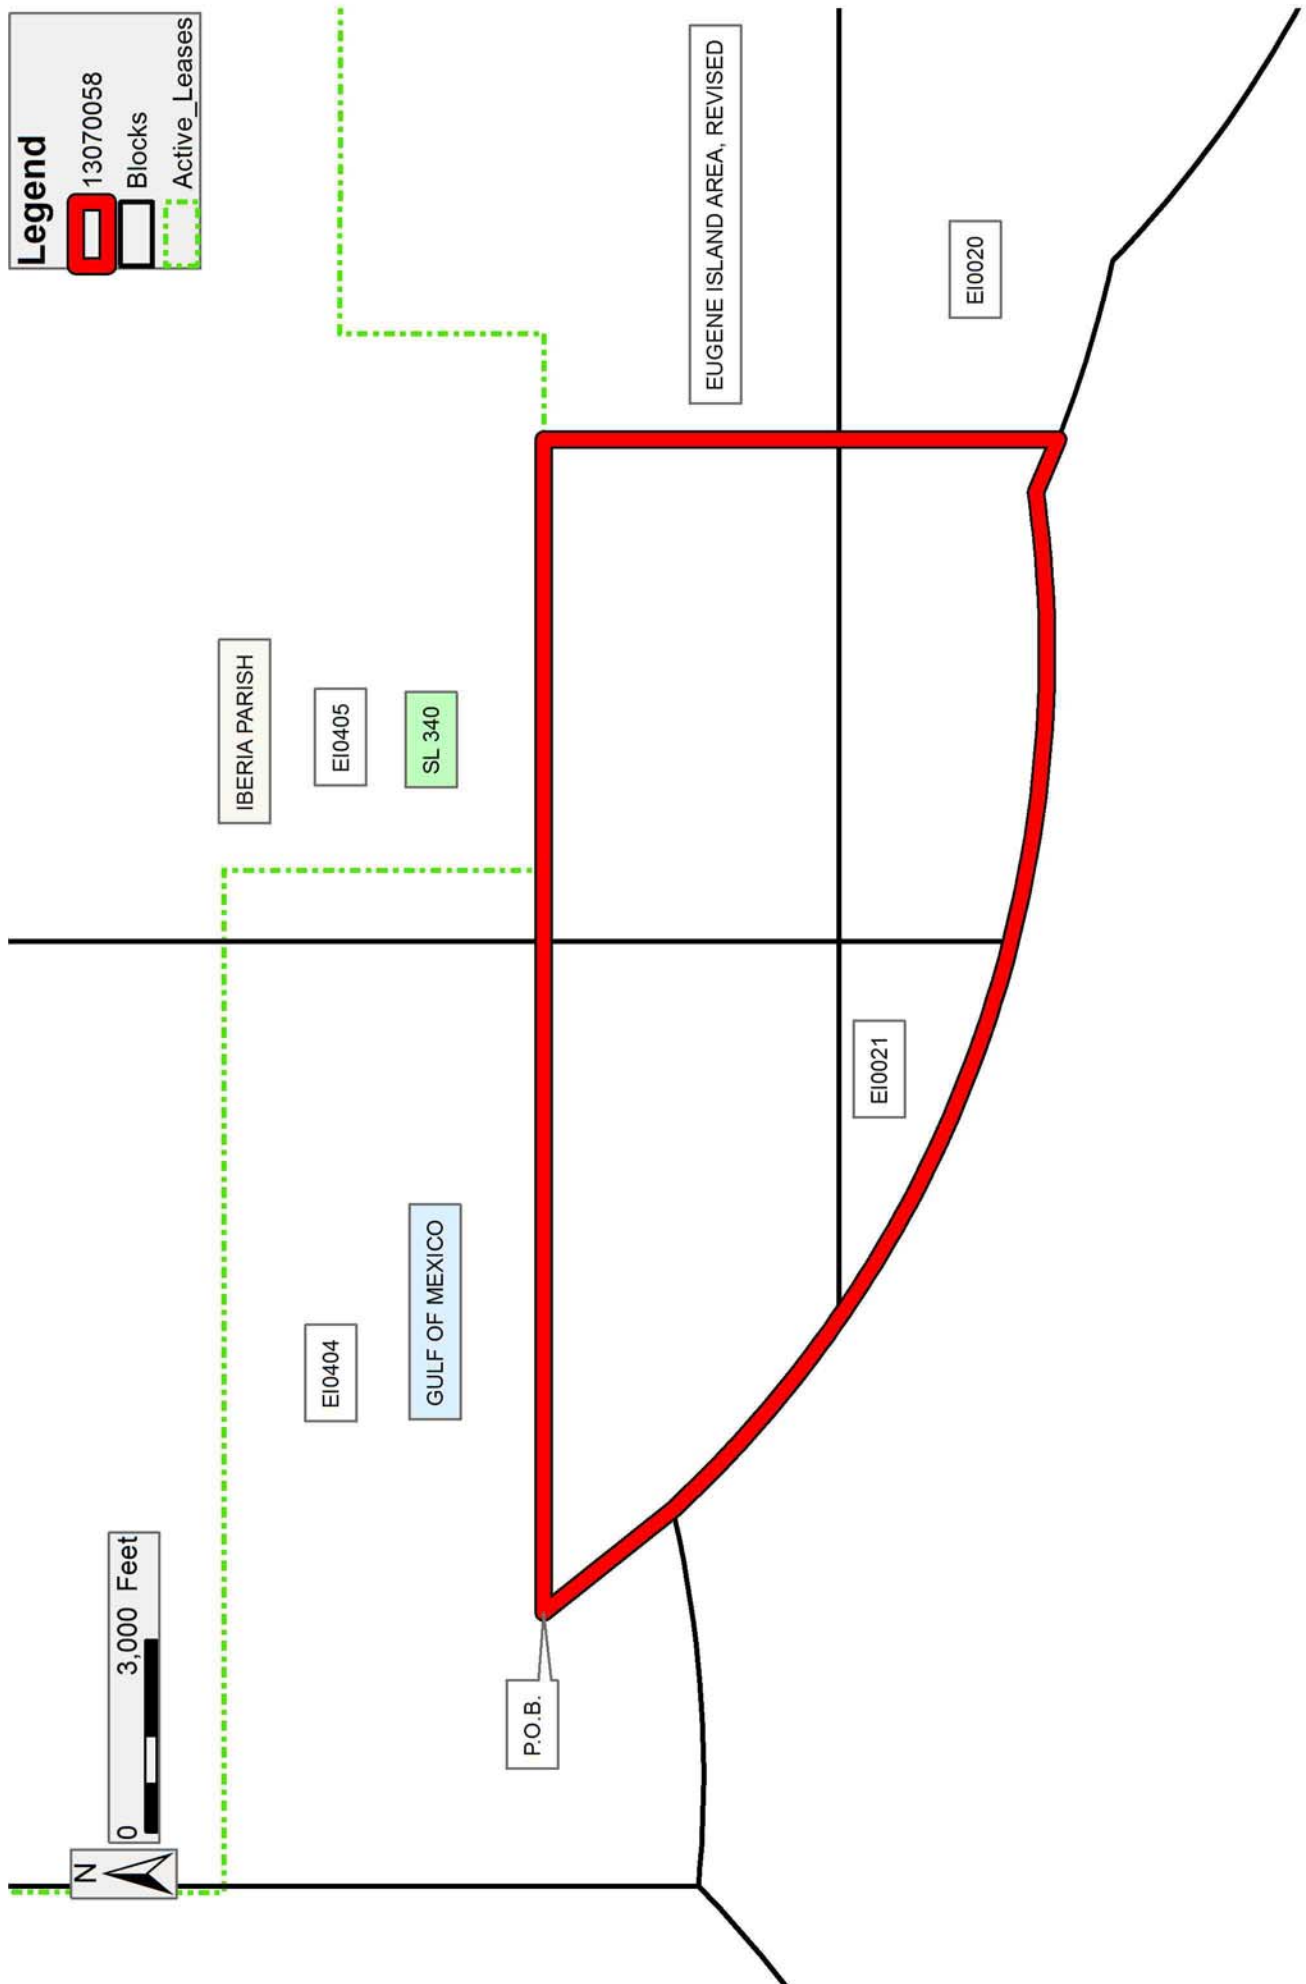 Legend
13070058
Blocks
Active_Leases
N
0 3,000 Feet
IBERIA PARISH
EI0404
EI0405
GULF OF MEXICO
SL 340
P.O.B.
EUGENE ISLAND AREA, REVISED
EI0021
EI0020